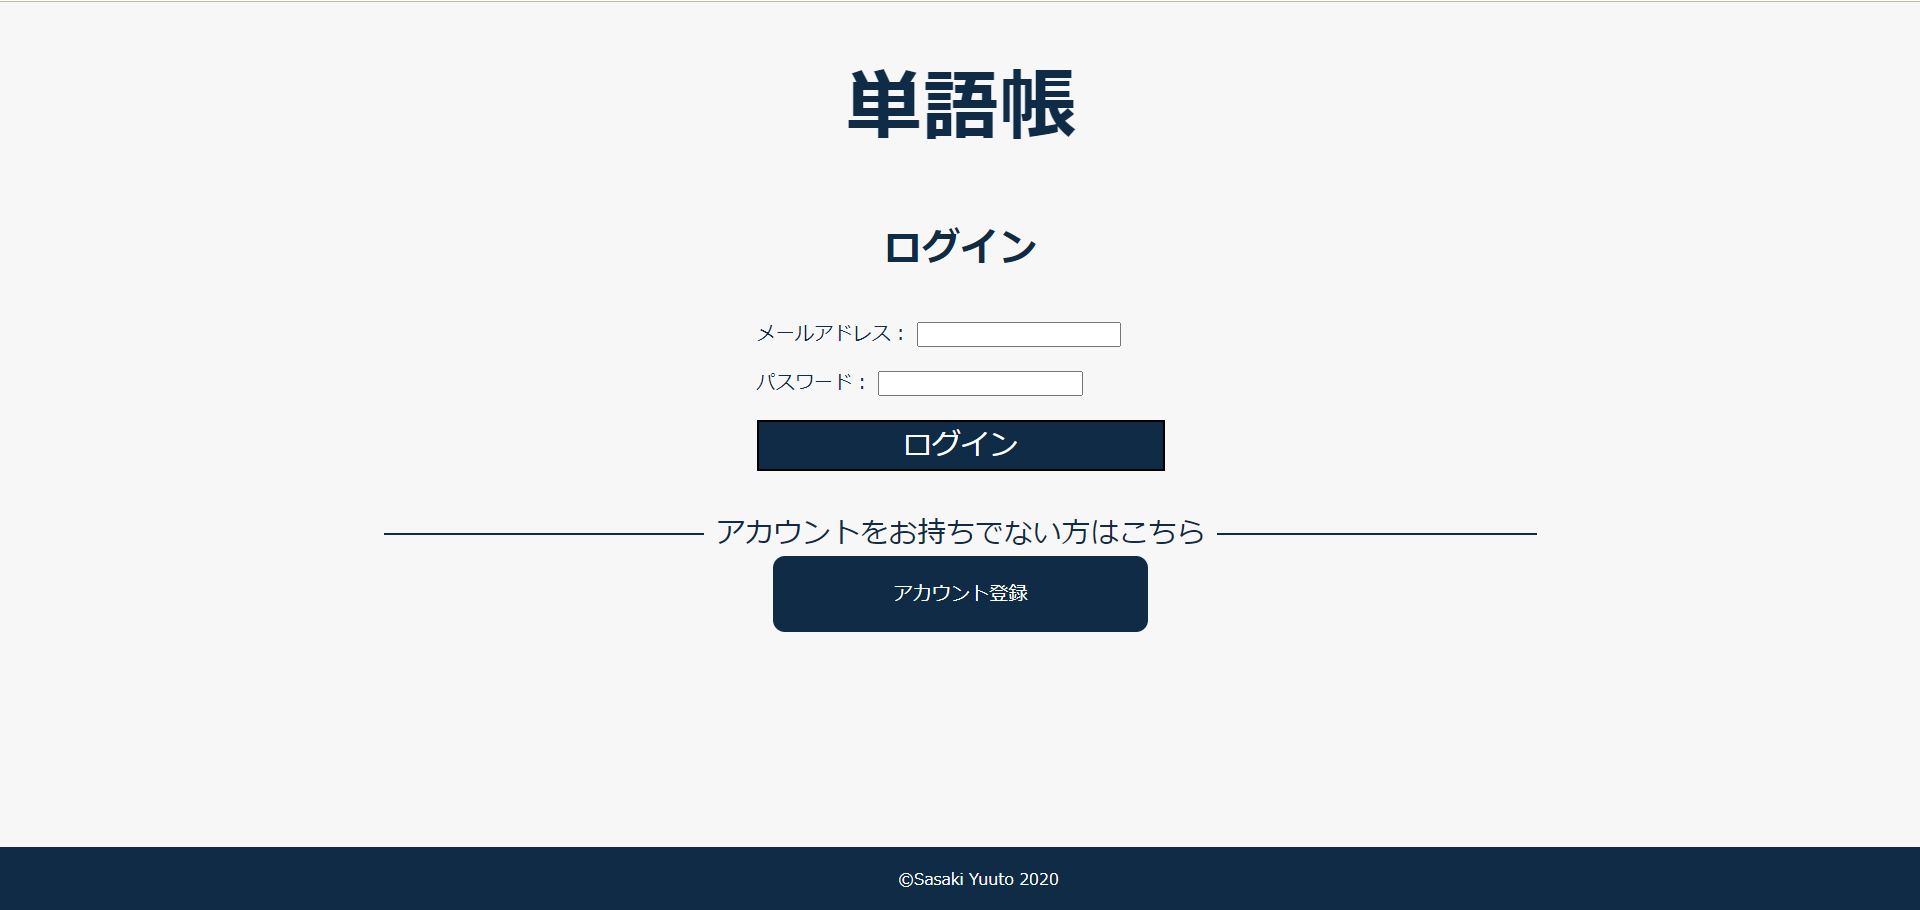 単語帳
ログイン
メールアドレス：
パスワード：
ログイン
アカウントをお持ちでない方はこちら
アカウント登録
©Sasaki Yuuto 2020